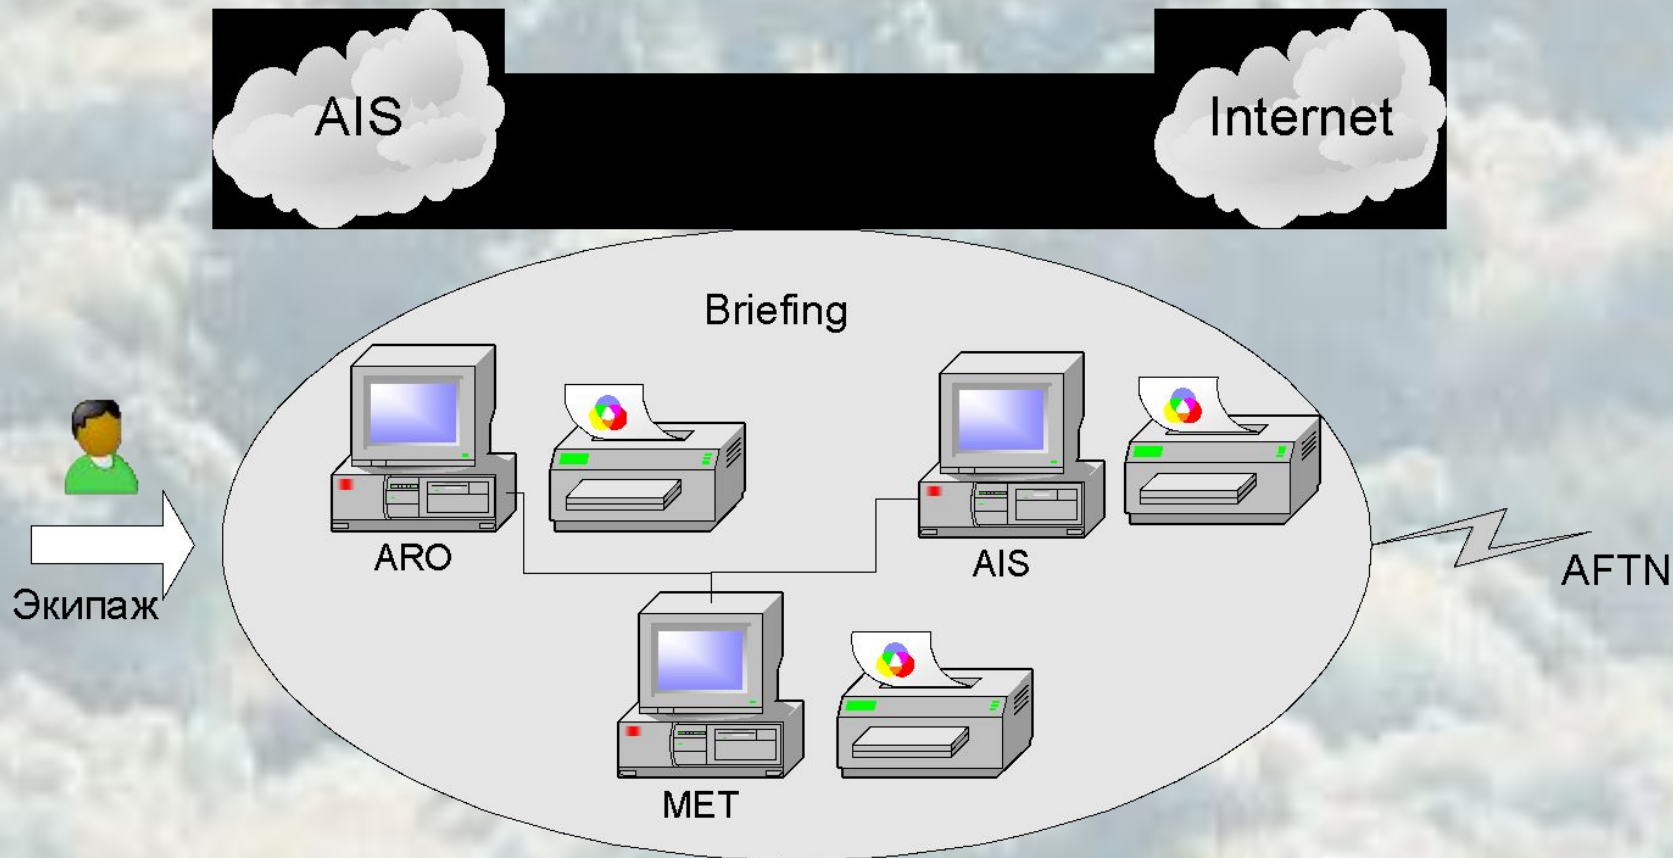 AIS
Internet
Briefing
ARO
AIS
AFTN
Экипаж
MET